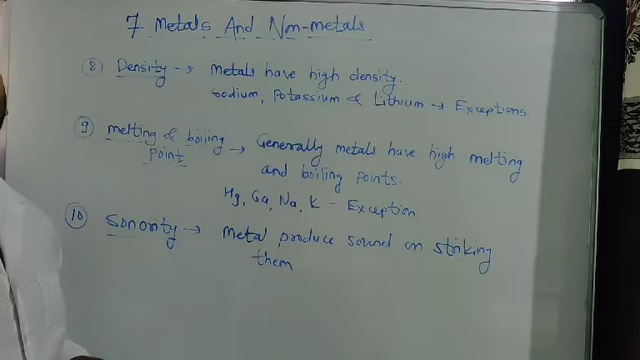 7 Metals And Non-metals
⑧ Density → Metals have high density.
Sodium, Potassium & Lithium → Exceptions.
⑨ Melting & boiling point → Generally metals have high melting
and boiling points.
Hg, Ga, Na, K – Exception.
⑩ Sonority → Metal produce sound on striking
them